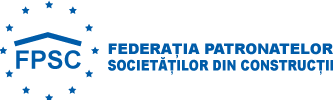 FPSC
FEDERAȚIA PATRONATELOR
SOCIETĂȚILOR DIN CONSTRUCȚII